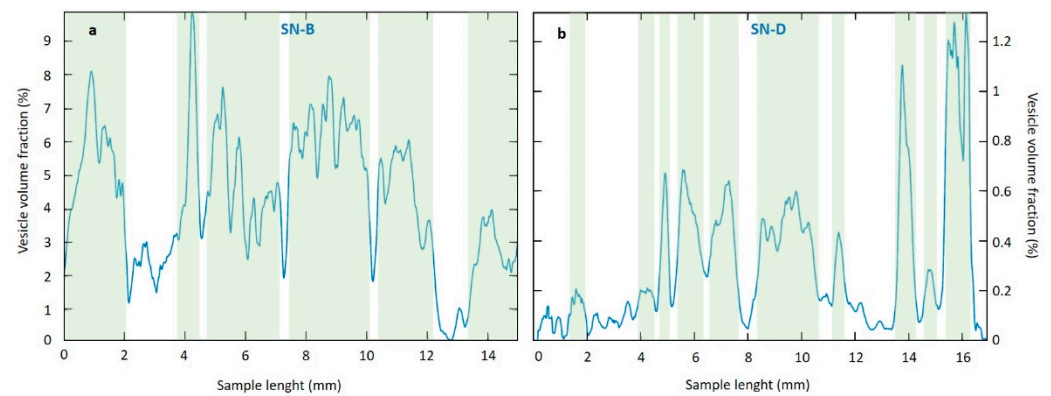 a
SN-B
9
8
7
6
5
4
3
2
1
0
Vesicle volume fraction (%)
0 2 4 6 8 10 12 14
Sample lenght (mm)
b
SN-D
1.2
1
0.8
0.6
0.4
0.2
0
Vesicle volume fraction (%)
0 2 4 6 8 10 12 14 16
Sample lenght (mm)